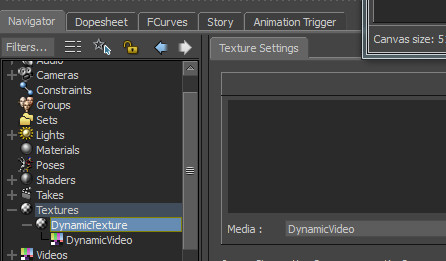 Navigator Dopesheet FCurves Story Animation Trigger
Filters...
Texture Settings
Canvas size: 5
Audio
Cameras
Constraints
Groups
Sets
Lights
Materials
Poses
Shaders
Takes
Textures
DynamicTexture
DynamicVideo
Videos
Media : DynamicVideo